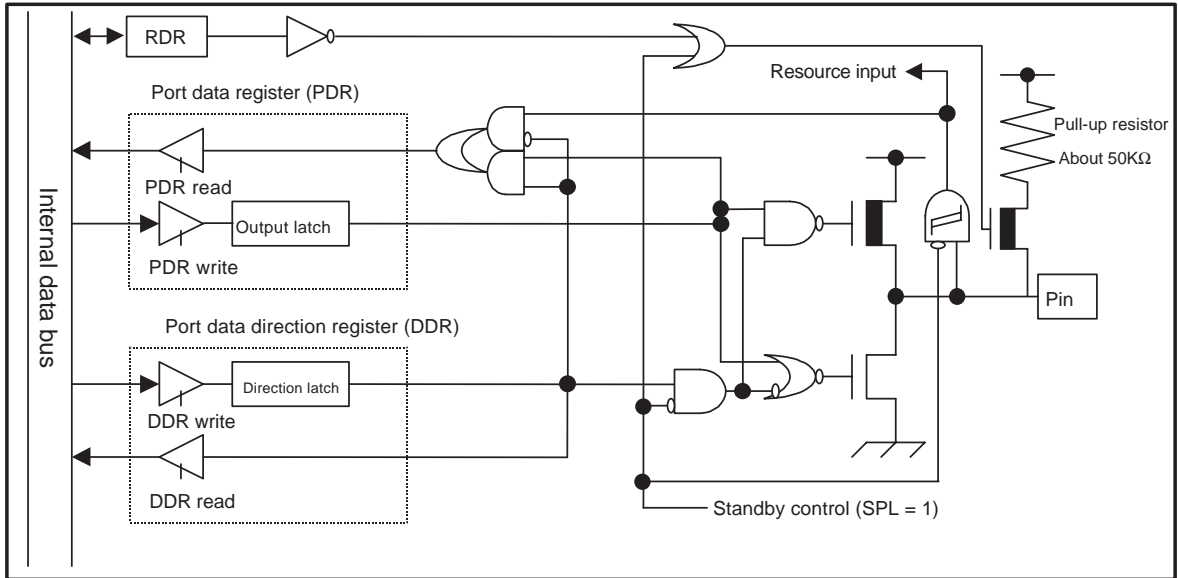 RDR
Resource input
Port data register (PDR)
Pull-up resistor
About 50KΩ
PDR read
Output latch
PDR write
Internal data bus
Pin
Port data direction register (DDR)
Direction latch
DDR write
DDR read
Standby control (SPL = 1)